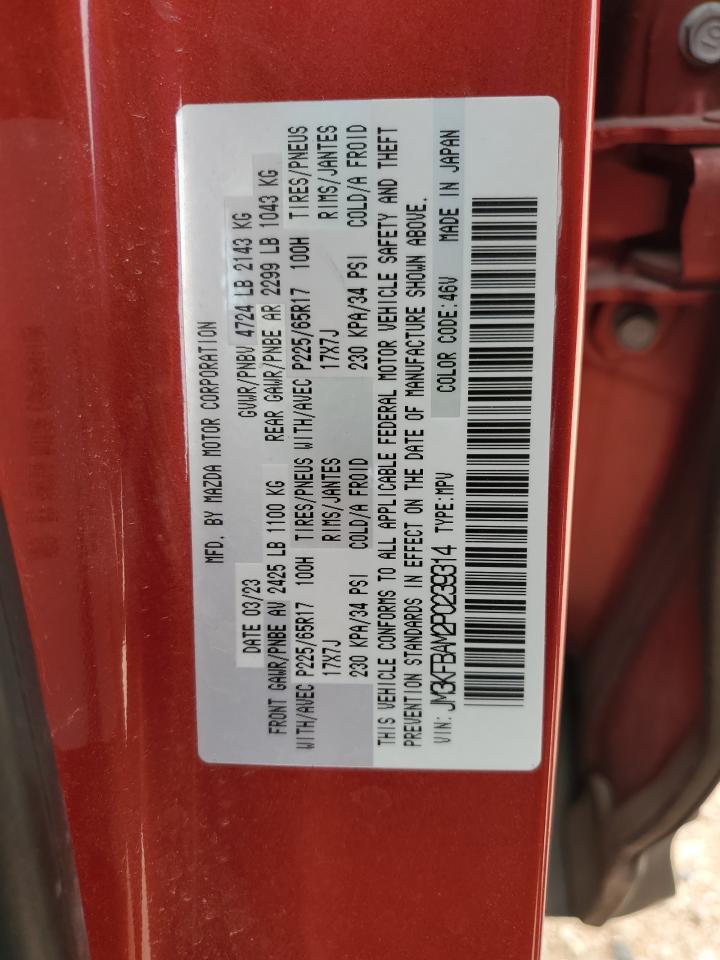 MFD. BY MAZDA MOTOR CORPORATION
DATE 03/23 GVWR/PNBV 4724 LB 2143 KG
FRONT GAWR/PNBE AV 2425 LB 1100 KG REAR GAWR/PNBE AR 2299 LB 1043 KG
WITH/AVEC P225/65R17 100H TIRES/PNEUS WITH/AVEC P225/65R17 100H TIRES/PNEUS
17X7J RIMS/JANTES 17X7J RIMS/JANTES
230 KPA/34 PSI COLD/A FROID 230 KPA/34 PSI COLD/A FROID
THIS VEHICLE CONFORMS TO ALL APPLICABLE FEDERAL MOTOR VEHICLE SAFETY AND THEFT
PREVENTION STANDARDS IN EFFECT ON THE DATE OF MANUFACTURE SHOWN ABOVE.
VIN: JM3KFBAM2P0239314 TYPE:MPV COLOR CODE:46V MADE IN JAPAN